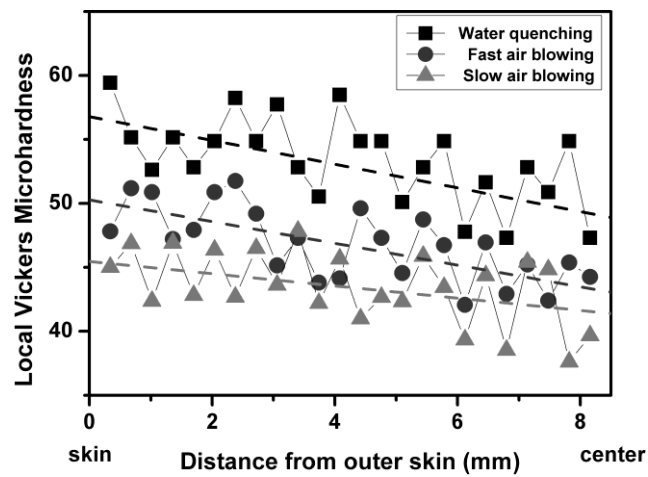 Water quenching
Fast air blowing
Slow air blowing
Local Vickers Microhardness
60
50
40
0 2 4 6 8
skin Distance from outer skin (mm) center